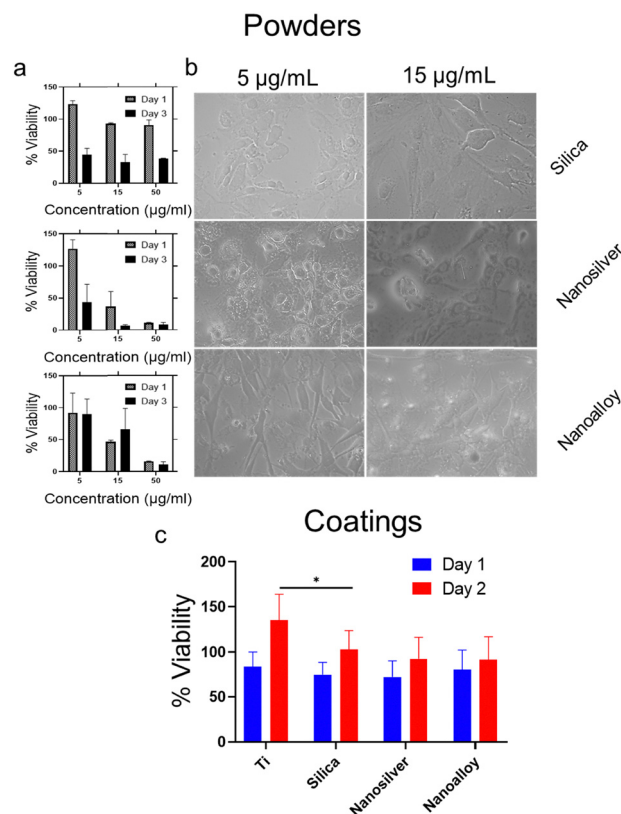 Powders
a
b
5 µg/mL
15 µg/mL
% Viability
150
100
50
0
Day 1
Day 3
5
15
50
Concentration (µg/ml)
Silica
% Viability
150
100
50
0
Day 1
Day 3
5
15
50
Nanosilver
% Viability
150
100
50
0
Day 1
Day 3
5
15
50
Concentration (µg/ml)
Nanoalloy
Coatings
c
% Viability
200
150
100
50
0
*
Day 1
Day 2
Ti
Silica
Nanosilver
Nanoalloy